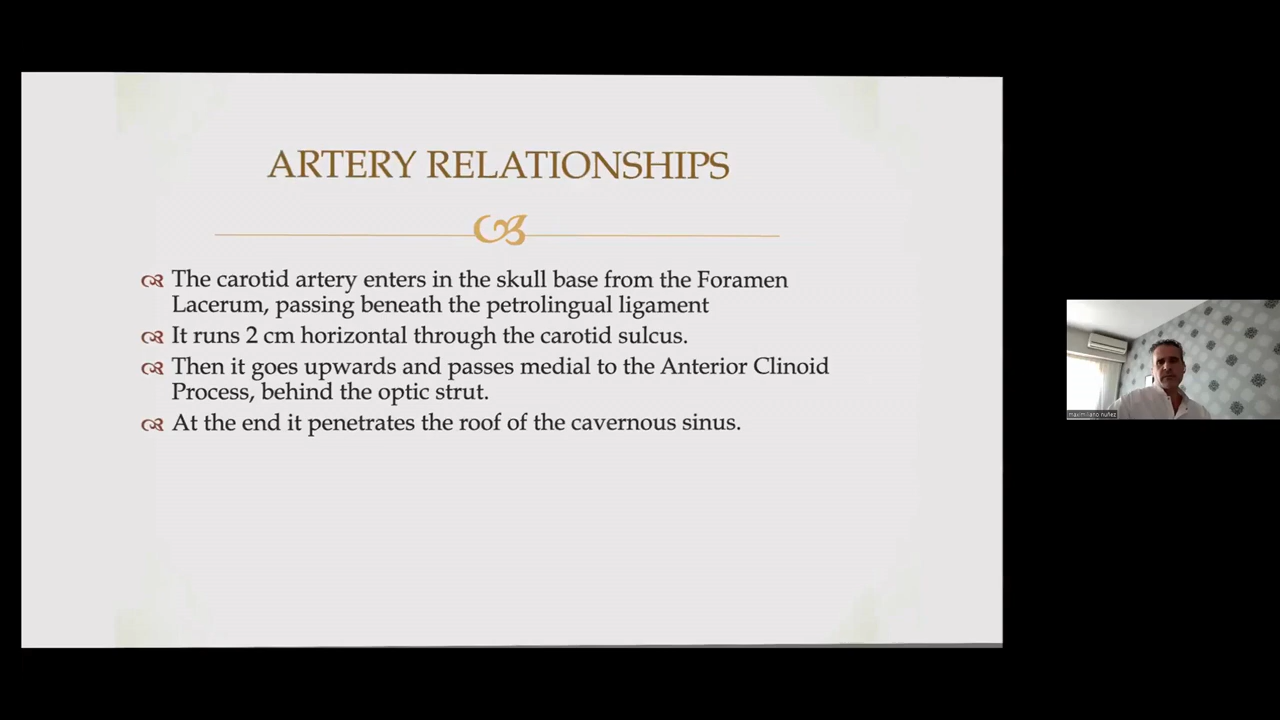 ARTERY RELATIONSHIPS
The carotid artery enters in the skull base from the Foramen
Lacerum, passing beneath the petrolingual ligament
It runs 2 cm horizontal through the carotid sulcus.
Then it goes upwards and passes medial to the Anterior Clinoid
Process, behind the optic strut.
At the end it penetrates the roof of the cavernous sinus.
maximiliano nuñez